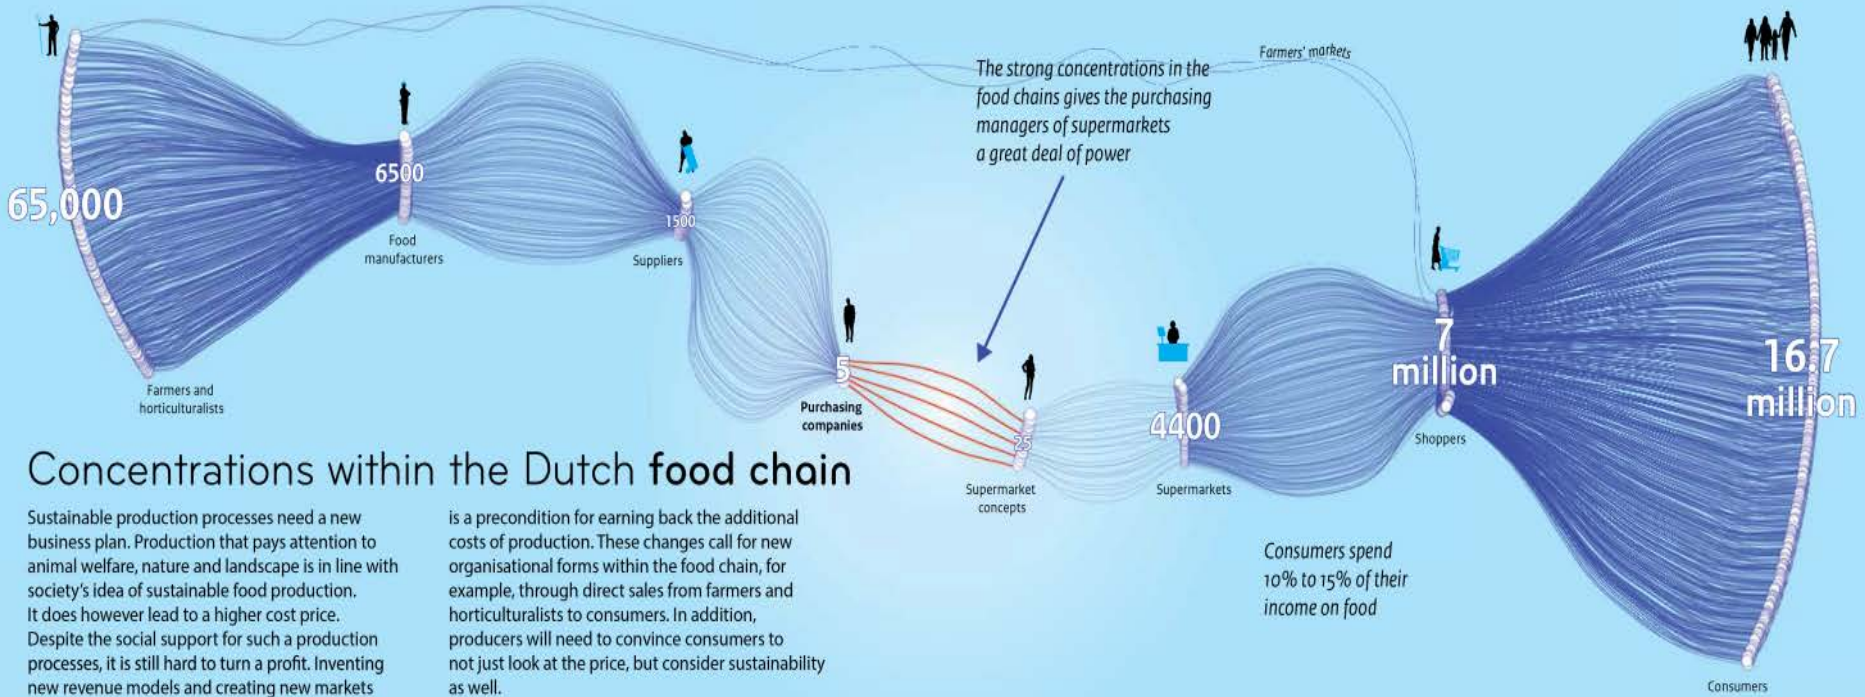 65,000
Farmers and
horticulturalists
6500
Food
manufacturers
1500
Suppliers
5
Purchasing
companies
The strong concentrations in the
food chains gives the purchasing
managers of supermarkets
a great deal of power
25
Supermarket
concepts
4400
Supermarkets
Farmers' markets
7
million
Shoppers
16.7
million
Consumers
Consumers spend
10% to 15% of their
income on food
Concentrations within the Dutch food chain
Sustainable production processes need a new
business plan. Production that pays attention to
animal welfare, nature and landscape is in line with
society's idea of sustainable food production.
It does however lead to a higher cost price.
Despite the social support for such a production
processes, it is still hard to turn a profit. Inventing
new revenue models and creating new markets
is a precondition for earning back the additional
costs of production. These changes call for new
organisational forms within the food chain, for
example, through direct sales from farmers and
horticulturalists to consumers. In addition,
producers will need to convince consumers to
not just look at the price, but consider sustainability
as well.